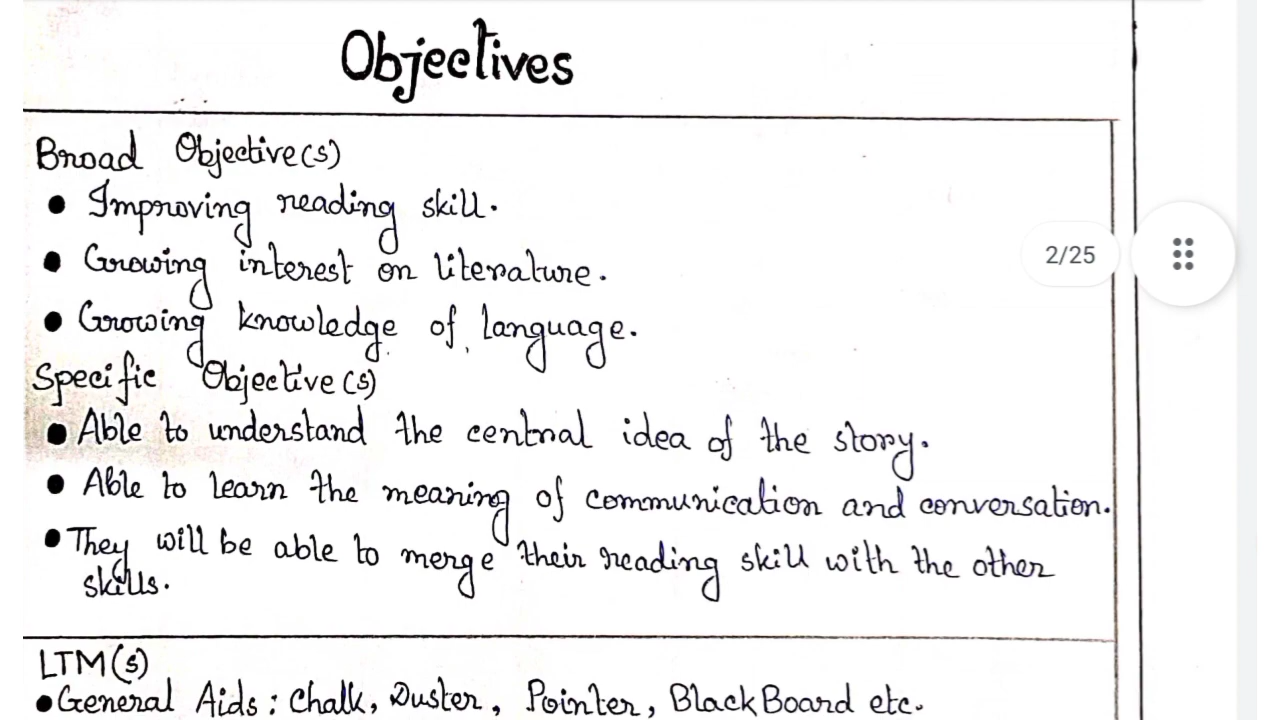 Objectives
Broad Objective(s)
• Improving reading skill.
• Growing interest on literature.
2/25
• Growing knowledge of language.
Specific Objective(s)
• Able to understand the central idea of the story.
• Able to learn the meaning of communication and conversation.
• They will be able to merge their reading skill with the other
skills.
LTM(s)
• General Aids: Chalk, Duster, Pointer, Black Board etc.